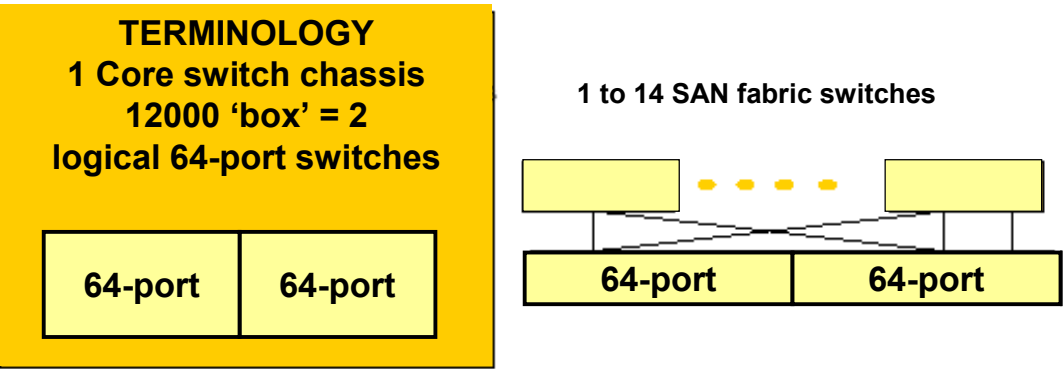 TERMINOLOGY
1 Core switch chassis
12000 ‘box’ = 2
logical 64-port switches
64-port
64-port
1 to 14 SAN fabric switches
64-port
64-port